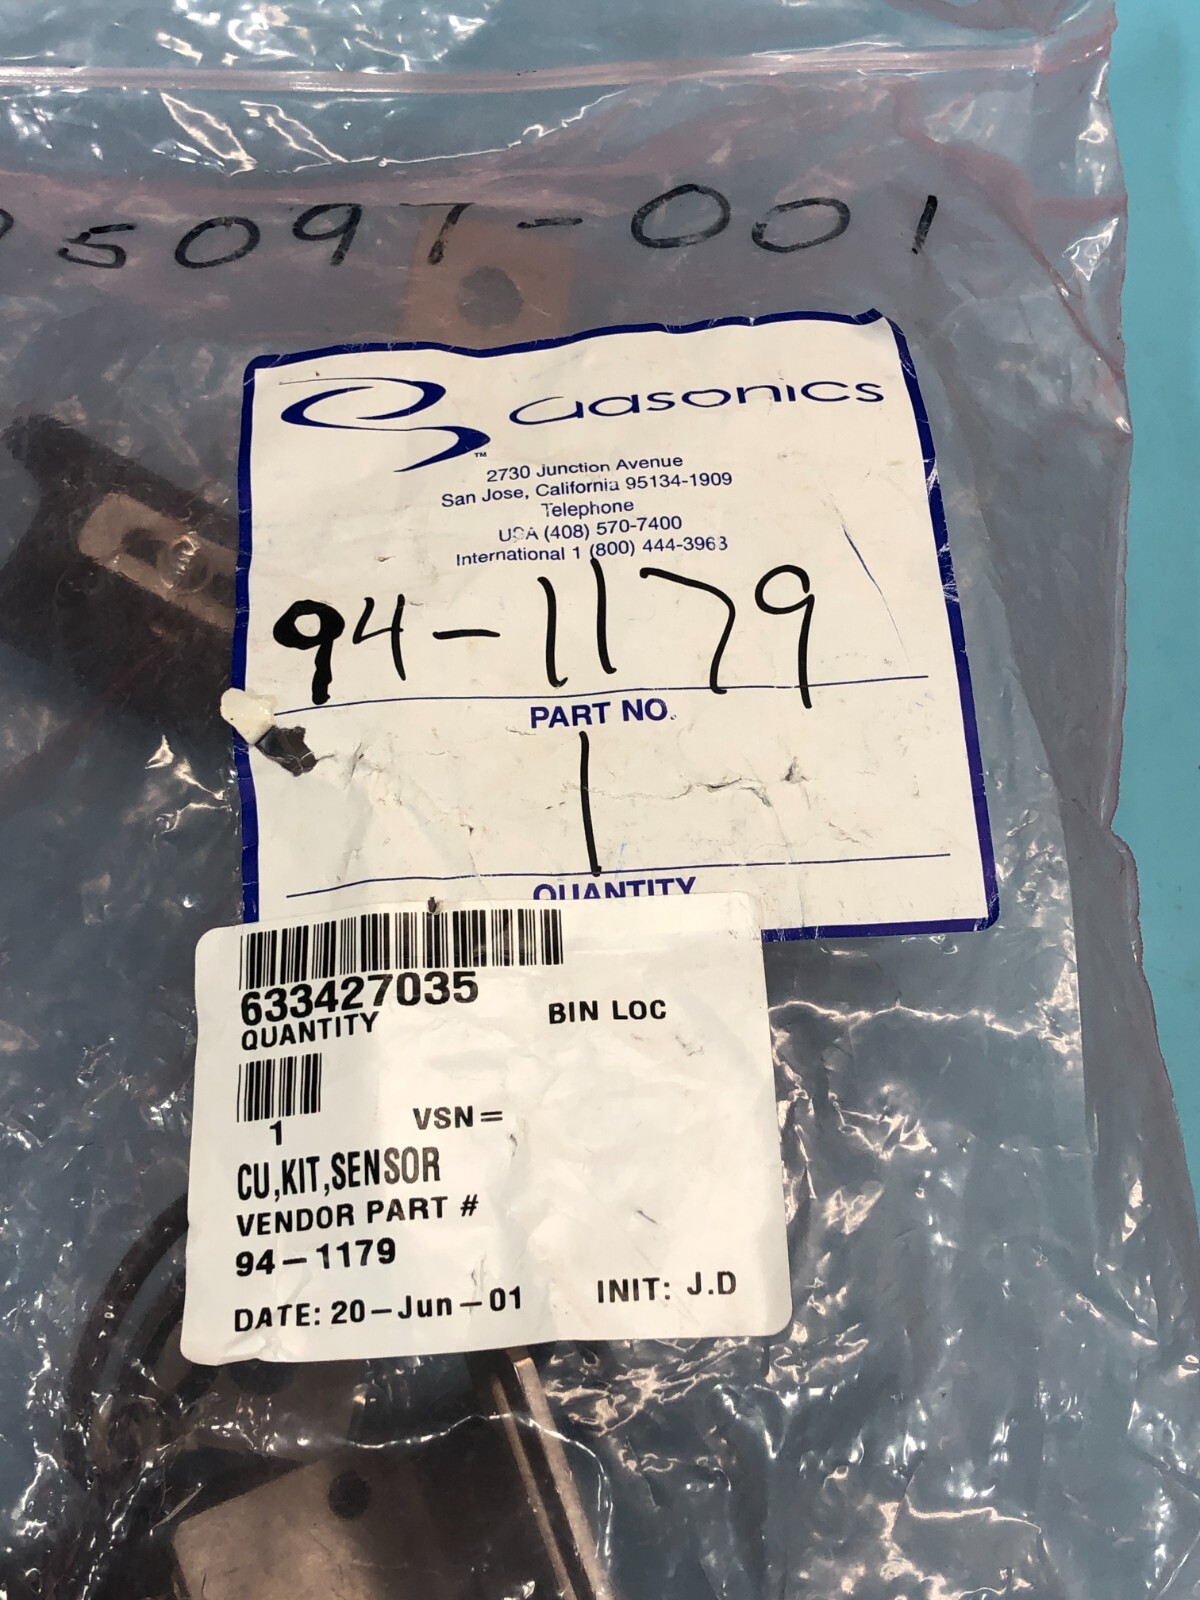 5097-001
Gasonics
TM
2730 Junction Avenue
San Jose, California 95134-1909
Telephone
USA (408) 570-7400
International 1 (800) 444-3963
94-1179
PART NO.
1
QUANTITY
633427035
QUANTITY
BIN LOC
1
VSN=
CU,KIT,SENSOR
VENDOR PART #
94-1179
DATE: 20-Jun-01
INIT: J.D